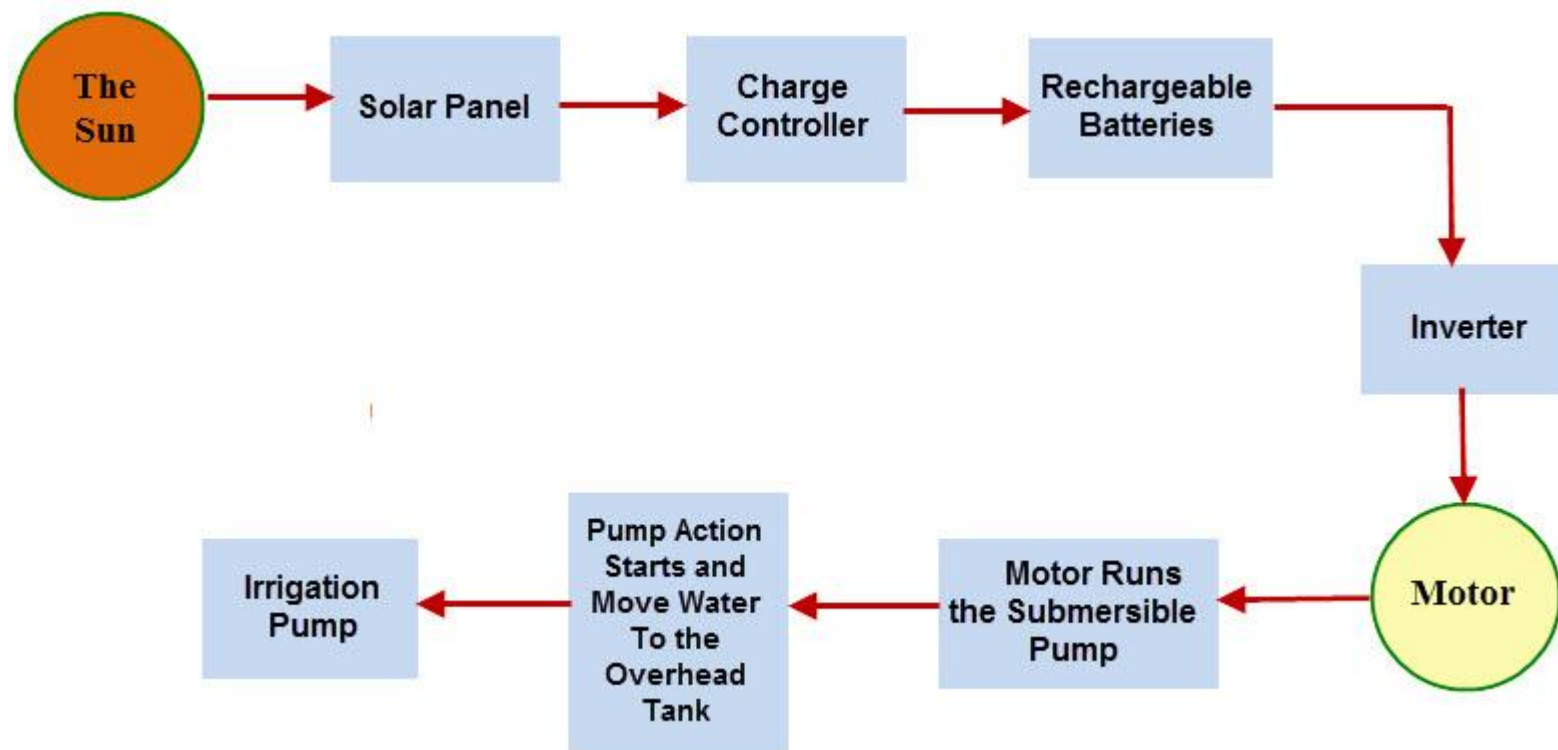 The
Sun
Solar Panel
Charge
Controller
Rechargeable
Batteries
Inverter
Motor
Motor Runs
the Submersible
Pump
Pump Action
Starts and
Move Water
To the
Overhead
Tank
Irrigation
Pump